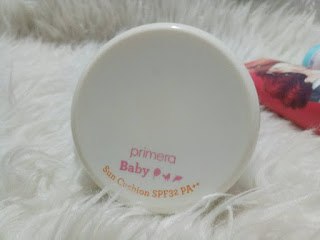 primera
Baby
Sun Cushion SPF32 PA++